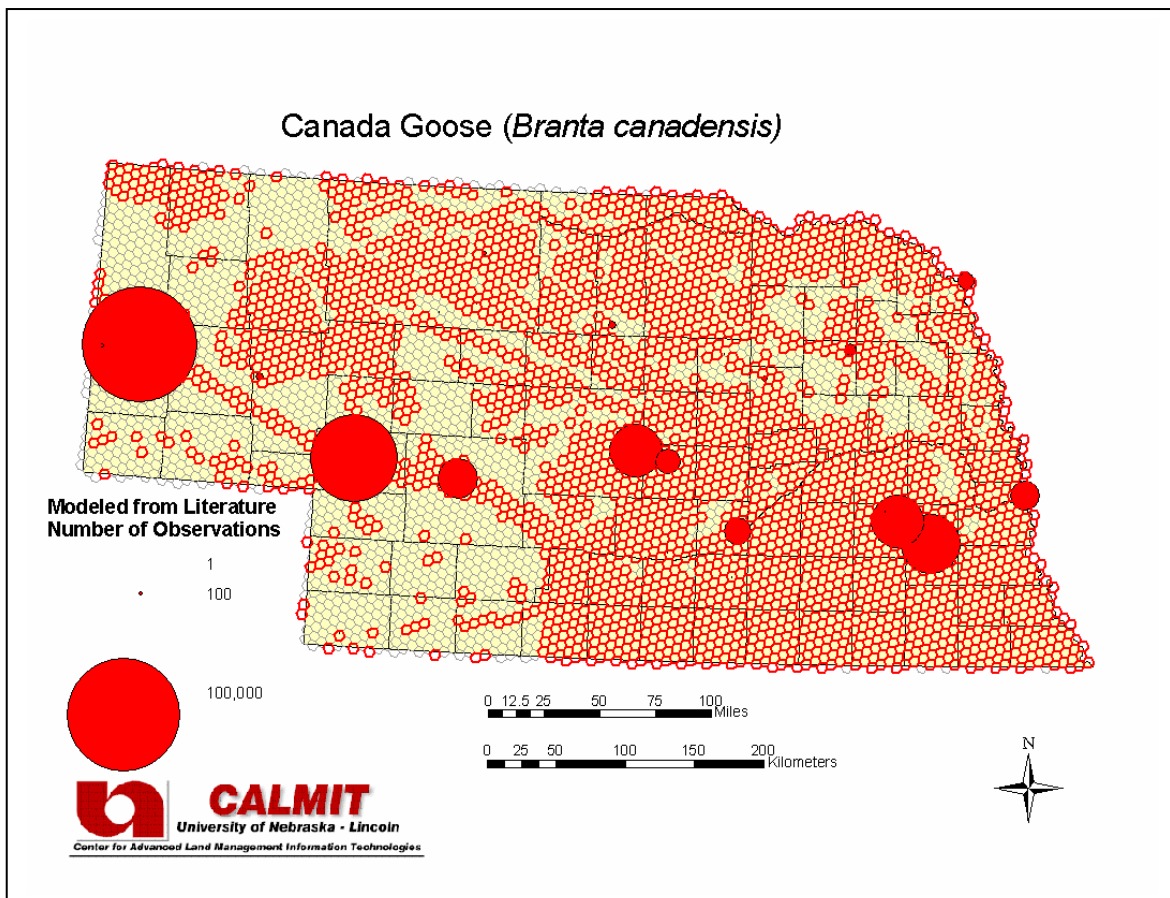 Canada Goose (Branta canadensis)
Modeled from Literature
Number of Observations
1
100
100,000
0 12.5 25 50 75 100
Miles
0 25 50 100 150 200
Kilometers
N
CALMIT
University of Nebraska - Lincoln
Center for Advanced Land Management Information Technologies